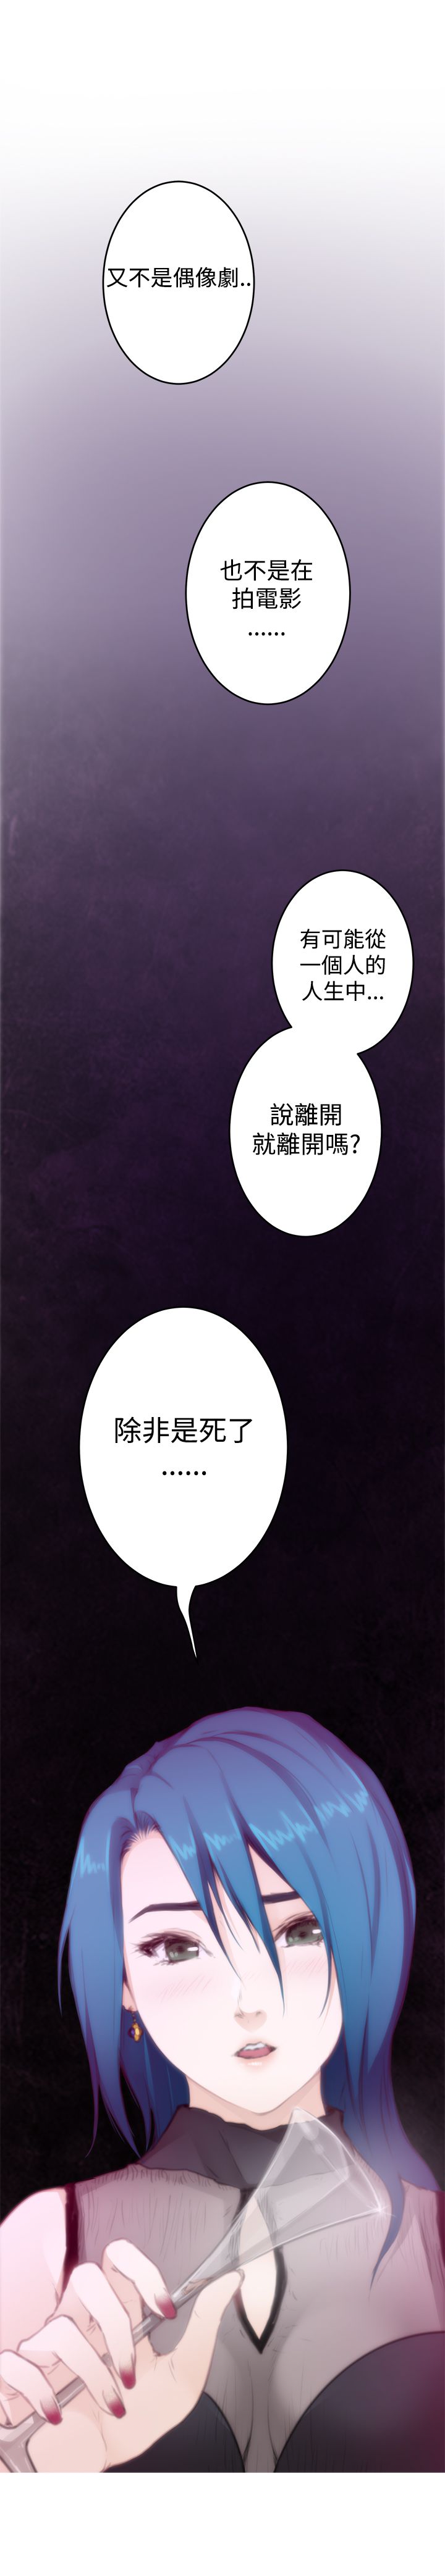 又不是偶像劇..
也不是在
拍電影
......
有可能從
一個人的
人生中...
說離開
就離開嗎?
除非是死了
......